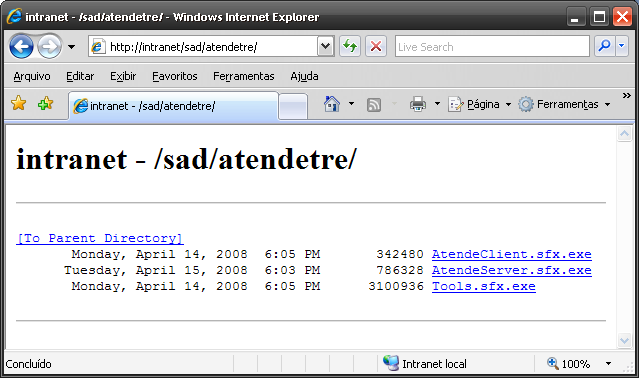 intranet - /sad/atendetre/ - Windows Internet Explorer
http://intranet/sad/atendetre/
Live Search
Arquivo Editar Exibir Favoritos Ferramentas Ajuda
intranet - /sad/atendetre/
Página Ferramentas »
intranet - /sad/atendetre/
[To Parent Directory]
Monday, April 14, 2008 6:05 PM 342480 AtendeClient.sfx.exe
Tuesday, April 15, 2008 6:03 PM 786328 AtendeServer.sfx.exe
Monday, April 14, 2008 6:05 PM 3100936 Tools.sfx.exe
Concluído Intranet local 100%